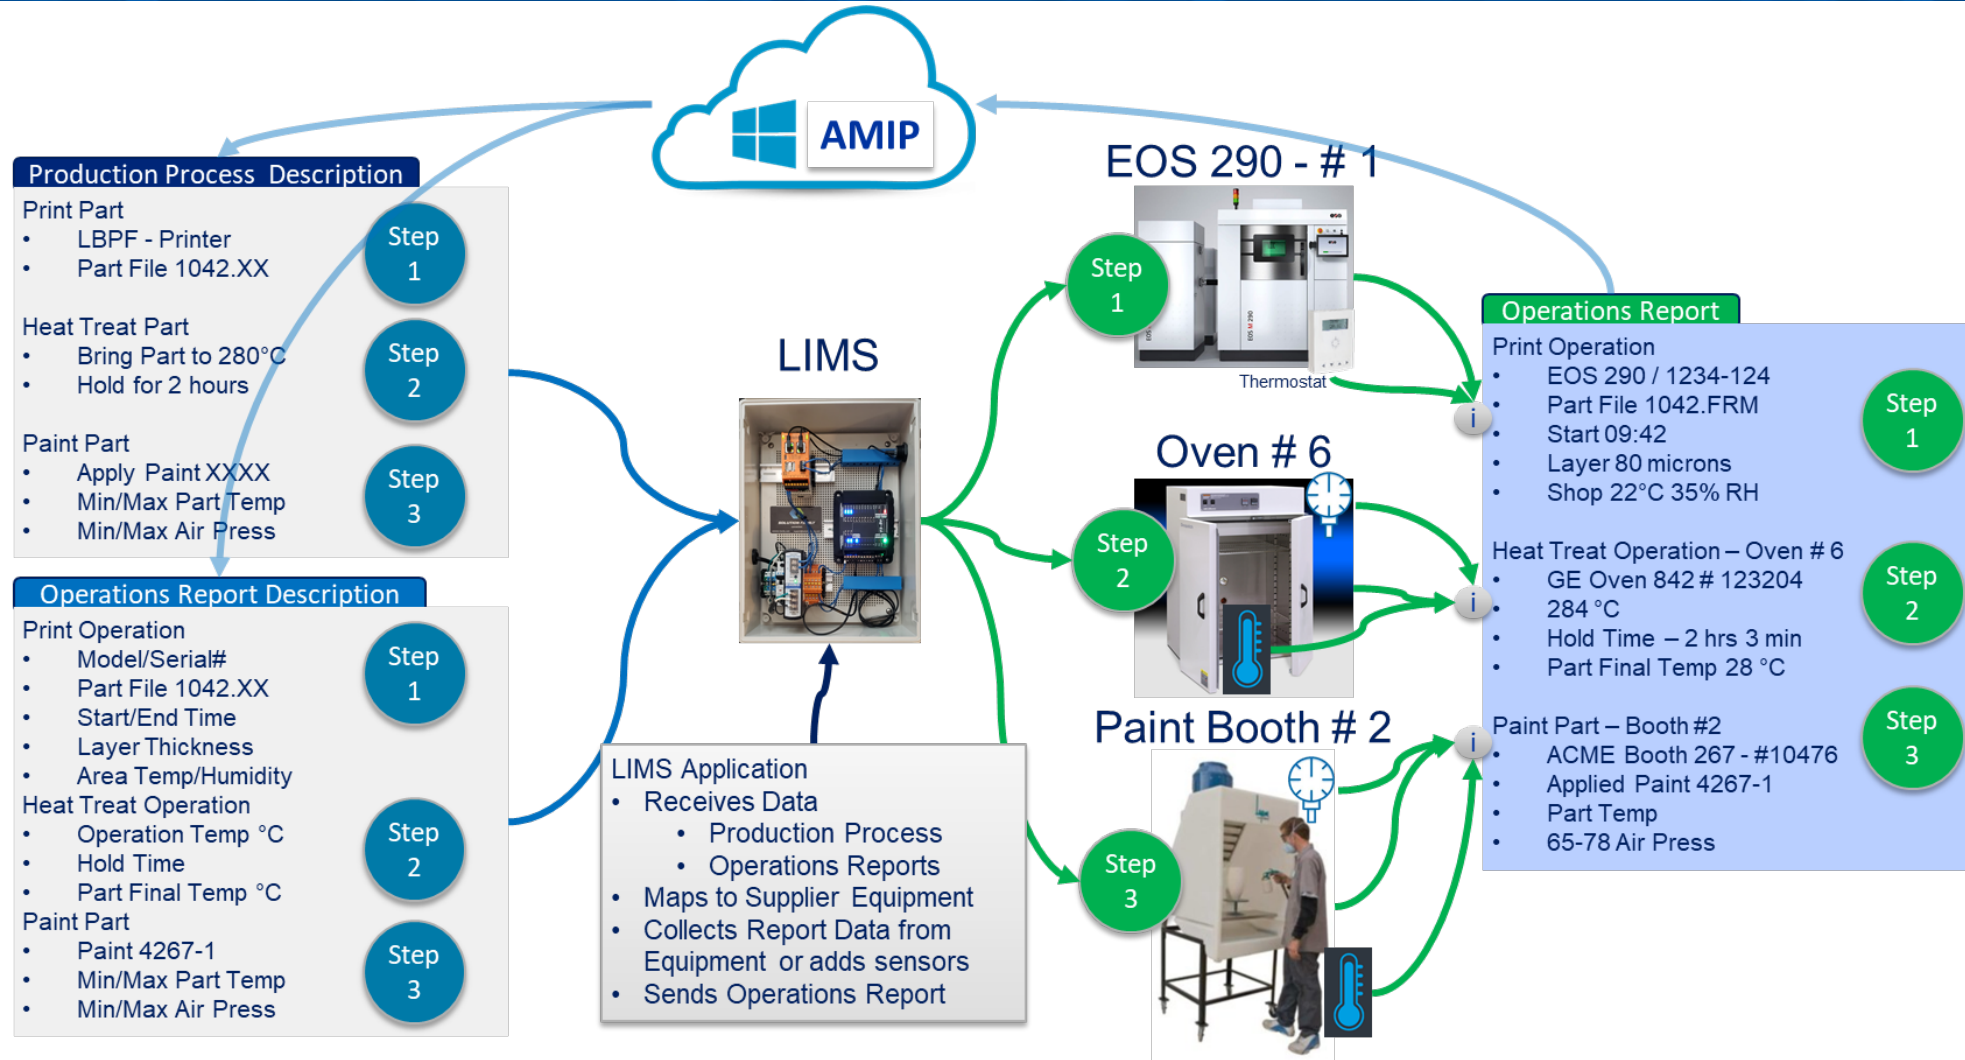 AMIP
Production Process Description
Print Part
• LBPF - Printer
• Part File 1042.XX
Step
1
Heat Treat Part
• Bring Part to 280°C
• Hold for 2 hours
Step
2
Paint Part
• Apply Paint XXXX
• Min/Max Part Temp
• Min/Max Air Press
Step
3
Operations Report Description
Print Operation
• Model/Serial#
• Part File 1042.XX
• Start/End Time
• Layer Thickness
• Area Temp/Humidity
Step
1
Heat Treat Operation
• Operation Temp °C
• Hold Time
• Part Final Temp °C
Step
2
Paint Part
• Paint 4267-1
• Min/Max Part Temp
• Min/Max Air Press
Step
3
LIMS
LIMS Application
• Receives Data
• Production Process
• Operations Reports
• Maps to Supplier Equipment
• Collects Report Data from
Equipment or adds sensors
• Sends Operations Report
EOS 290 - # 1
Step
1
EOS M 290
Thermostat
Oven # 6
Step
2
Paint Booth # 2
Step
3
Operations Report
Print Operation
• EOS 290 / 1234-124
• Part File 1042.FRM
• Start 09:42
• Layer 80 microns
• Shop 22°C 35% RH
i
Step
1
Heat Treat Operation – Oven # 6
• GE Oven 842 # 123204
• 284 °C
• Hold Time – 2 hrs 3 min
• Part Final Temp 28 °C
i
Step
2
Paint Part – Booth #2
• ACME Booth 267 - #10476
• Applied Paint 4267-1
• Part Temp
• 65-78 Air Press
i
Step
3